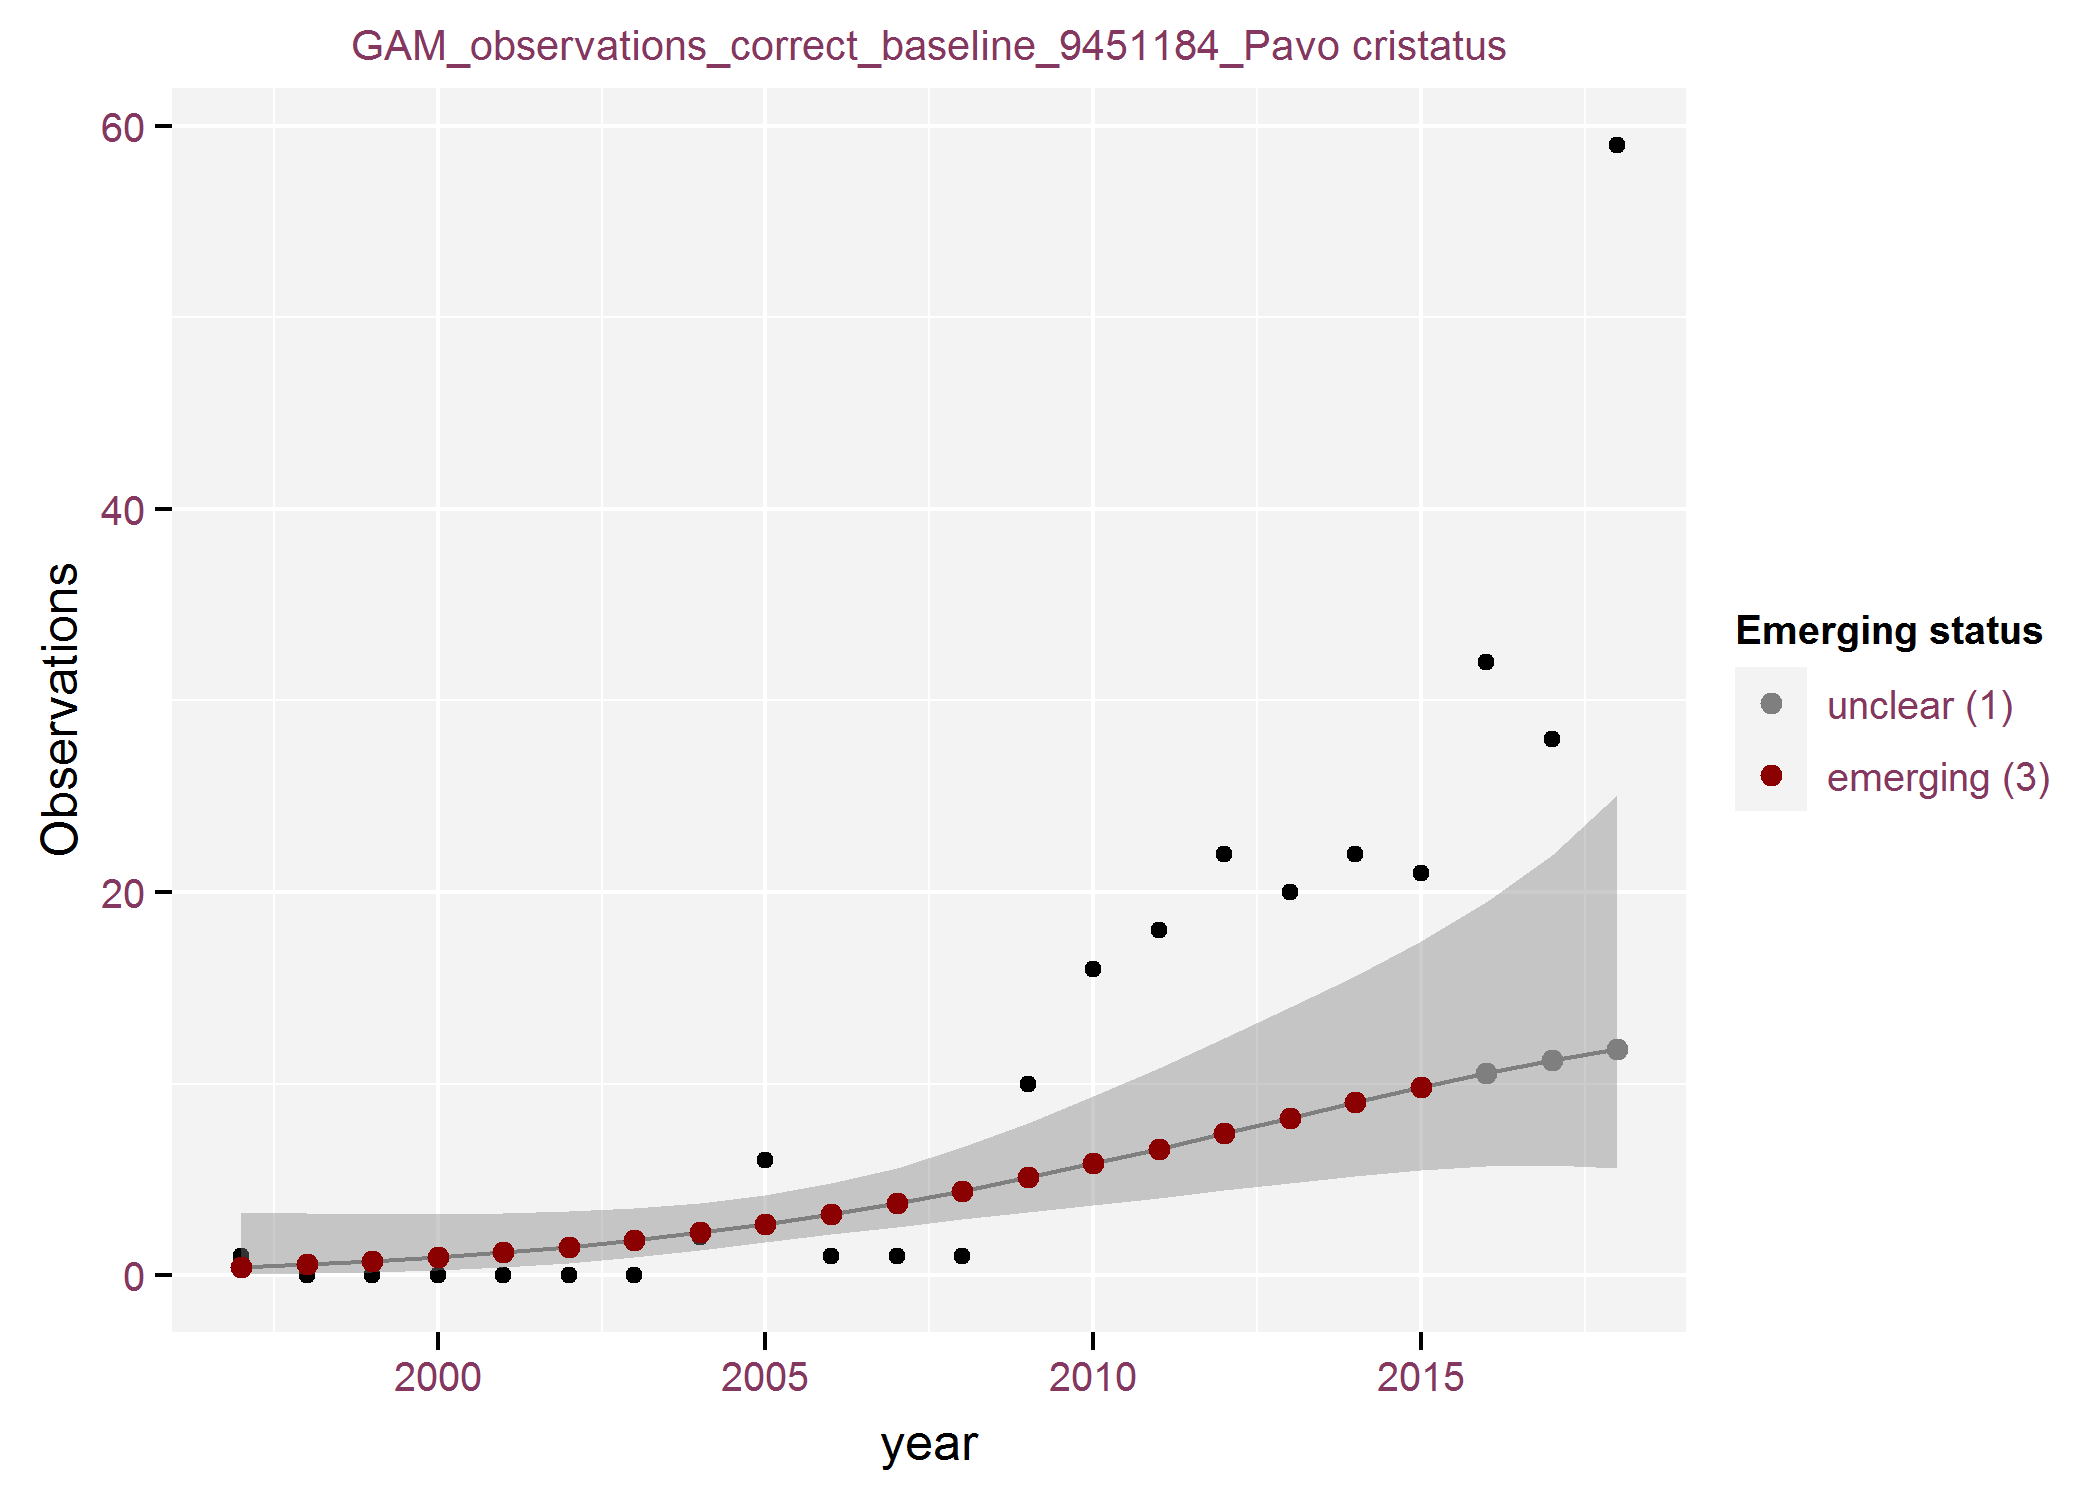 GAM_observations_correct_baseline_9451184_Pavo cristatus
60
40
20
0
Observations
2000
2005
2010
2015
year
Emerging status
unclear (1)
emerging (3)